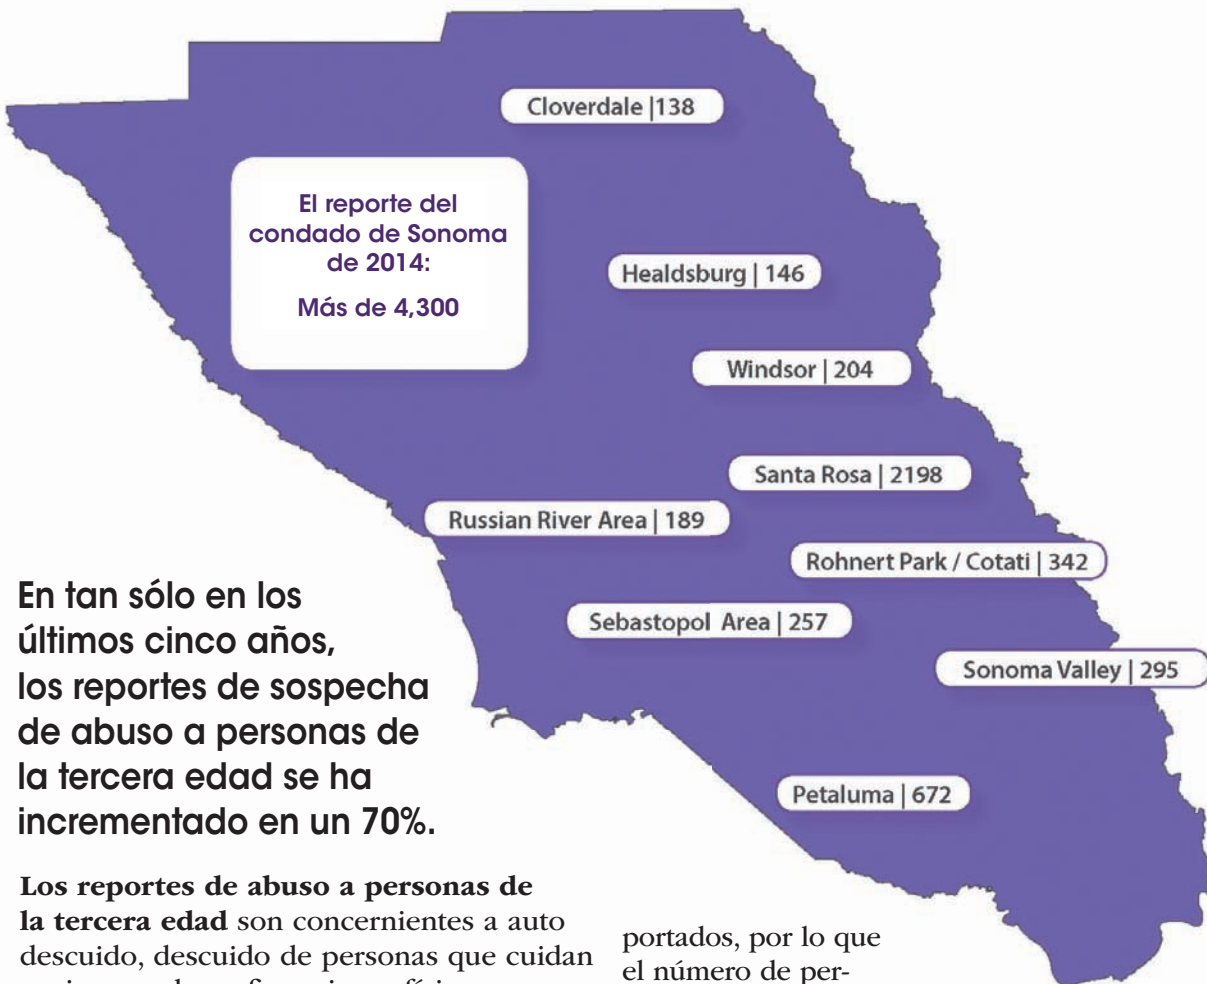 Cloverdale |138
El reporte del
condado de Sonoma
de 2014:
Más de 4,300
Healdsburg | 146
Windsor | 204
Santa Rosa | 2198
Russian River Area | 189
Rohnert Park / Cotati | 342
Sebastopol Area | 257
Sonoma Valley | 295
Petaluma | 672
En tan sólo en los
últimos cinco años,
los reportes de sospecha
de abuso a personas de
la tercera edad se ha
incrementado en un 70%.
Los reportes de abuso a personas de
la tercera edad son concernientes a auto
descuido, descuido de personas que cuidan
portados, por lo que
el número de per-